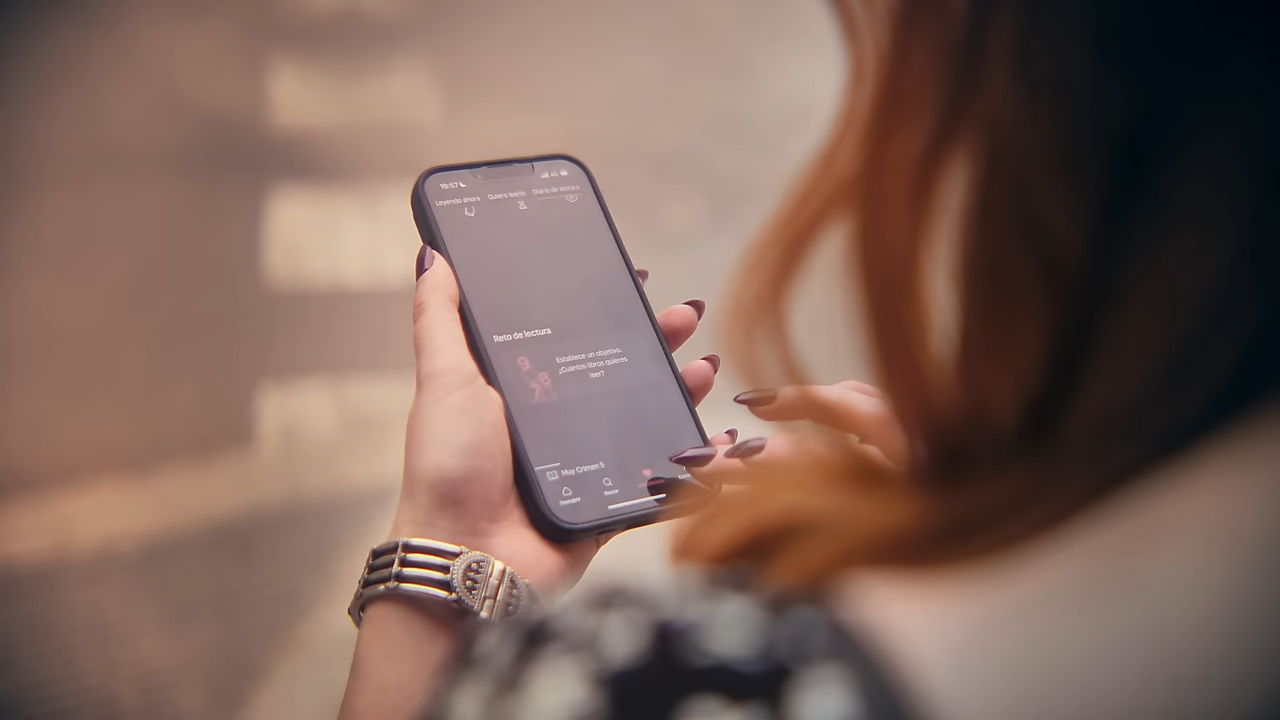 19:57 4G
Leyendo ahora Quiero leerlo Diario de lectura
Reto de lectura
Establece un objetivo.
¿Cuántos libros quieres
leer?
Muy Crimen 5
Descubre Buscar